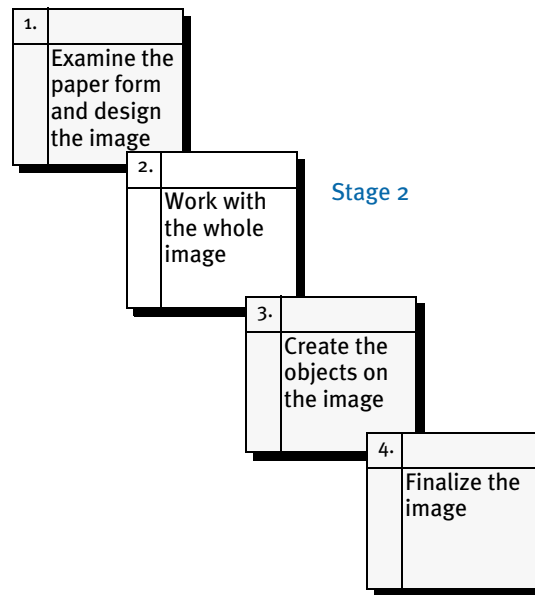 1.
Examine the
paper form
and design
the image
2.
Work with
the whole
image
Stage 2
3.
Create the
objects on
the image
4.
Finalize the
image